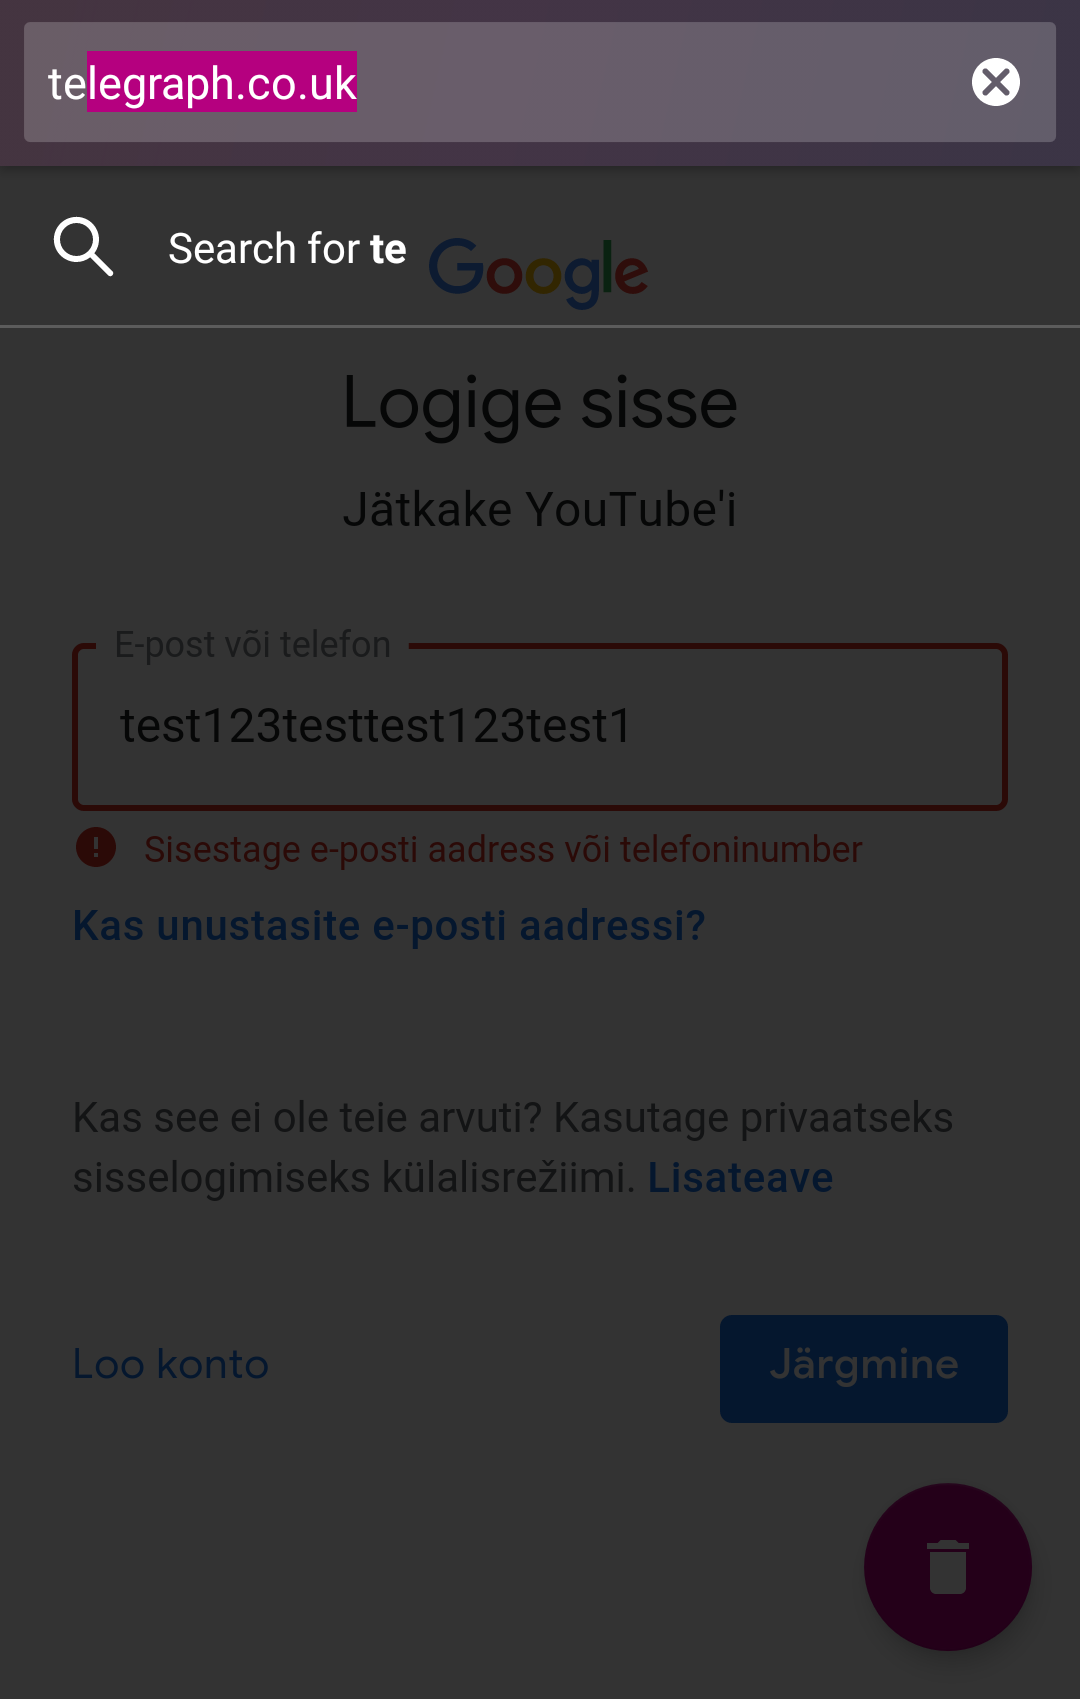 telegraph.co.uk
Search for te
Google
Logige sisse
Jätkake YouTube'i
E-post või telefon
test123testtest123test1
Sisestage e-posti aadress või telefoninumber
Kas unustasite e-posti aadressi?
Kas see ei ole teie arvuti? Kasutage privaatseks
sisselogimiseks külalisrežiimi. Lisateave
Loo konto
Järgmine